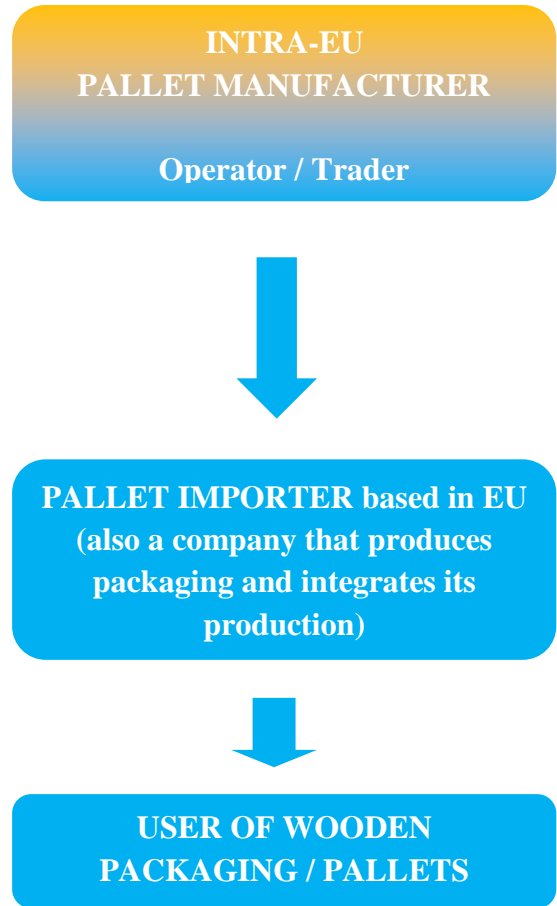 INTRA-EU
PALLET MANUFACTURER
Operator / Trader
PALLET IMPORTER based in EU
(also a company that produces
packaging and integrates its
production)
USER OF WOODEN
PACKAGING / PALLETS